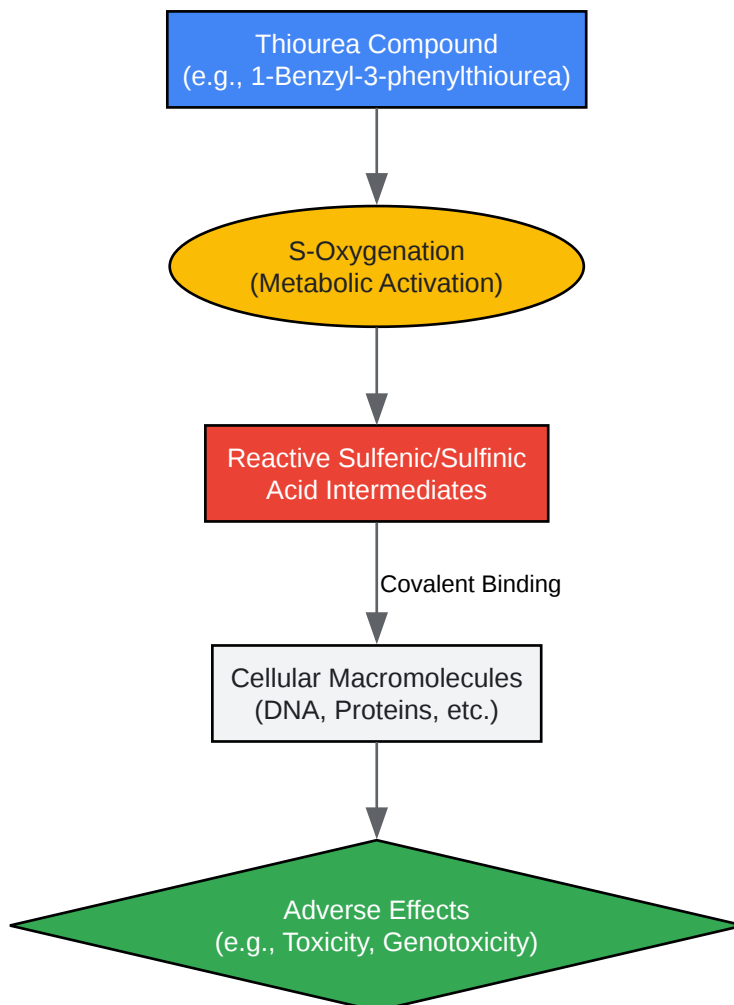 Thiourea Compound
(e.g., 1-Benzyl-3-phenylthiourea)
S-Oxygenation
(Metabolic Activation)
Reactive Sulfenic/Sulfinic
Acid Intermediates
Covalent Binding
Cellular Macromolecules
(DNA, Proteins, etc.)
Adverse Effects
(e.g., Toxicity, Genotoxicity)